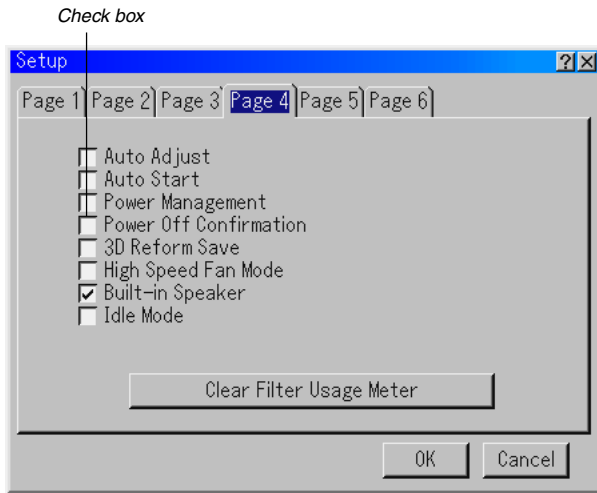 Check box
Setup
Page 1 Page 2 Page 3 Page 4 Page 5 Page 6
Auto Adjust
Auto Start
Power Management
Power Off Confirmation
3D Reform Save
High Speed Fan Mode
Built-in Speaker
Idle Mode
Clear Filter Usage Meter
OK Cancel